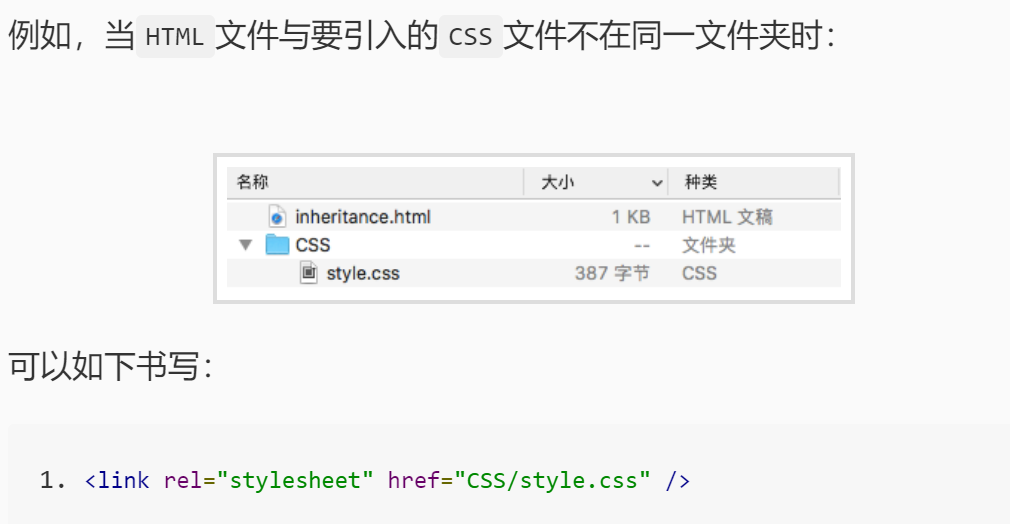 例如，当 HTML 文件与要引入的 CSS 文件不在同一文件夹时：
名称 大小 种类
inheritance.html 1 KB HTML 文稿
CSS -- 文件夹
style.css 387 字节 CSS
可以如下书写：
1. <link rel="stylesheet" href="CSS/style.css" />